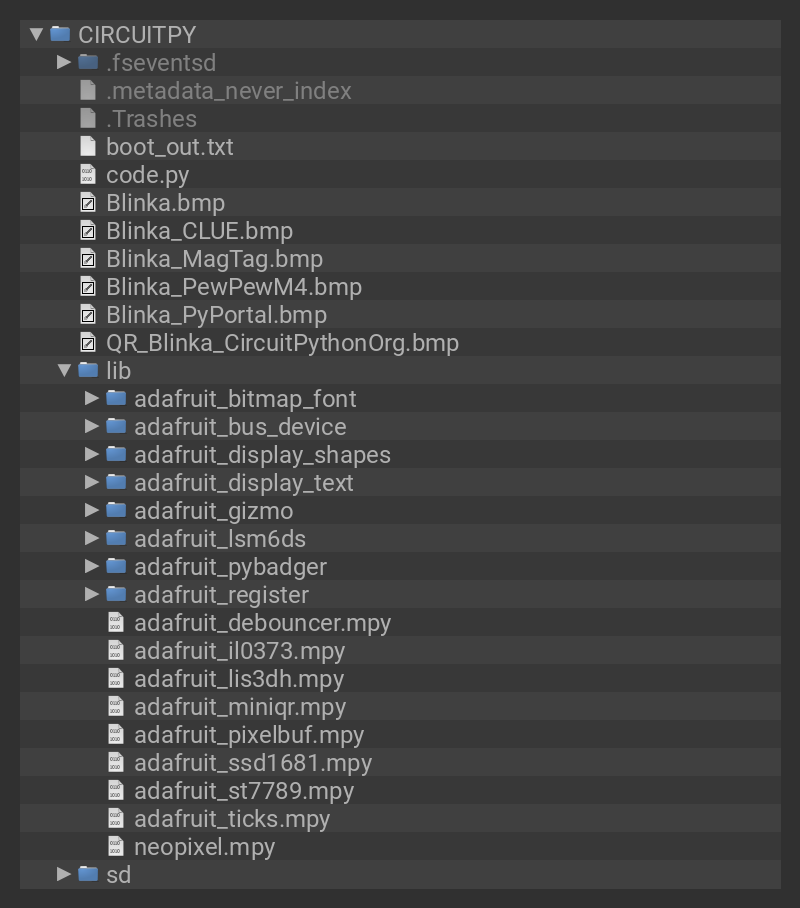 CIRCUITPY
.fseventsd
.metadata_never_index
.Trashes
boot_out.txt
code.py
Blinka.bmp
Blinka_CLUE.bmp
Blinka_MagTag.bmp
Blinka_PewPewM4.bmp
Blinka_PyPortal.bmp
QR_Blinka_CircuitPythonOrg.bmp
lib
adafruit_bitmap_font
adafruit_bus_device
adafruit_display_shapes
adafruit_display_text
adafruit_gizmo
adafruit_lsm6ds
adafruit_pybadger
adafruit_register
adafruit_debouncer.mpy
adafruit_il0373.mpy
adafruit_lis3dh.mpy
adafruit_miniqr.mpy
adafruit_pixelbuf.mpy
adafruit_ssd1681.mpy
adafruit_st7789.mpy
adafruit_ticks.mpy
neopixel.mpy
sd